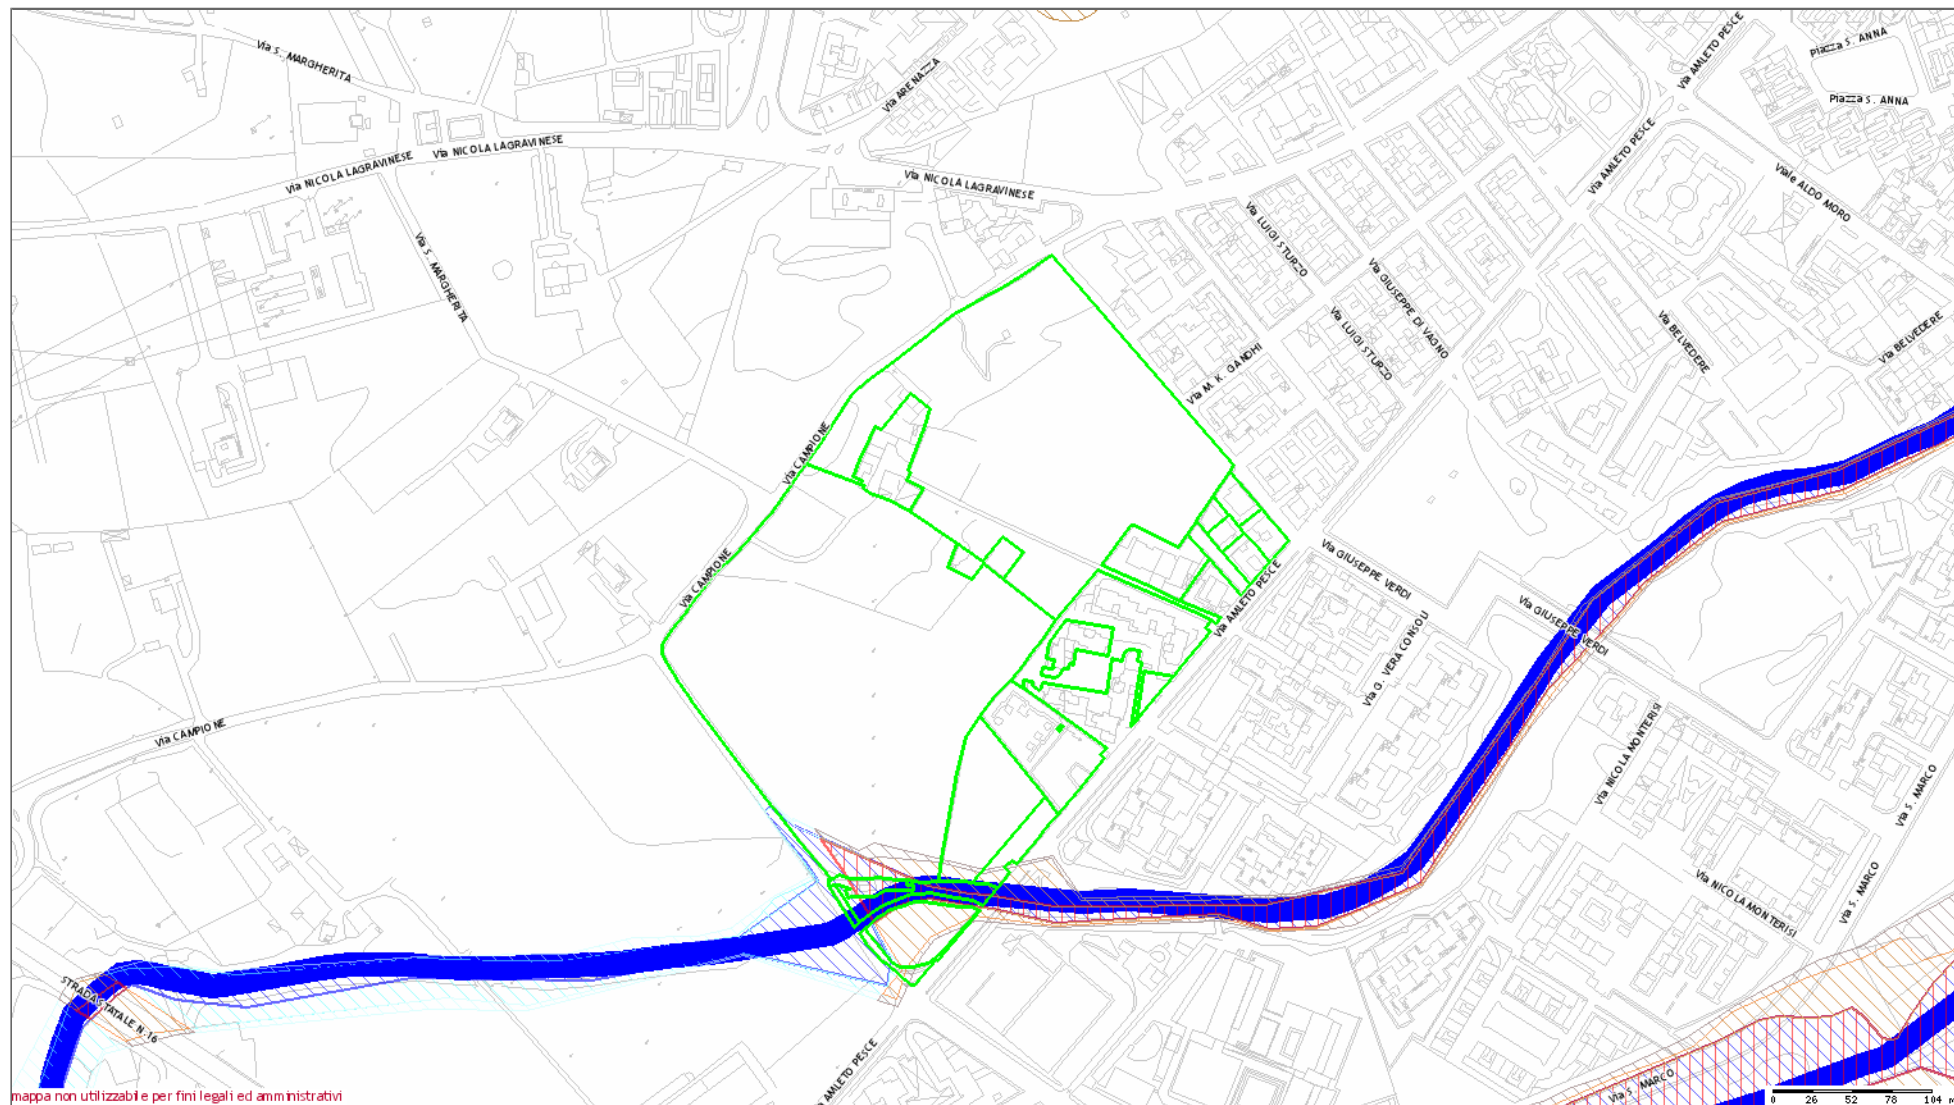 Via S. MARGHERITA
Via ARENAZZA
Via AMLETO PESCE
Piazza S. ANNA
Piazza S. ANNA
Via NICOLA LAGRAVINESE
Via NICOLA LAGRAVINESE
Via NICOLA LAGRAVINESE
Via AMLETO PESCE
Viale ALDO MORO
Via S. MARGHERITA
Via LUIGI STURZO
Via GIUSEPPE DI VAGNO
Via LUIGI STURZO
Via BELVEDERE
Via BELVEDERE
Via M. K. GANDHI
Via CAMPIONE
Via CAMPIONE
Via GIUSEPPE VERDI
Via AMLETO PESCE
Via GIUSEPPE VERDI
Via G. VERA CONSOLI
Via CAMPIONE
Via NICOLA MONTERISI
Via S. MARCO
Via S. MARCO
Via NICOLA MONTERISI
STRADA STATALE N.16
Via AMLETO PESCE
Via S. MARCO
mappa non utilizzabile per fini legali ed amministrativi
0 26 52 78 104 m